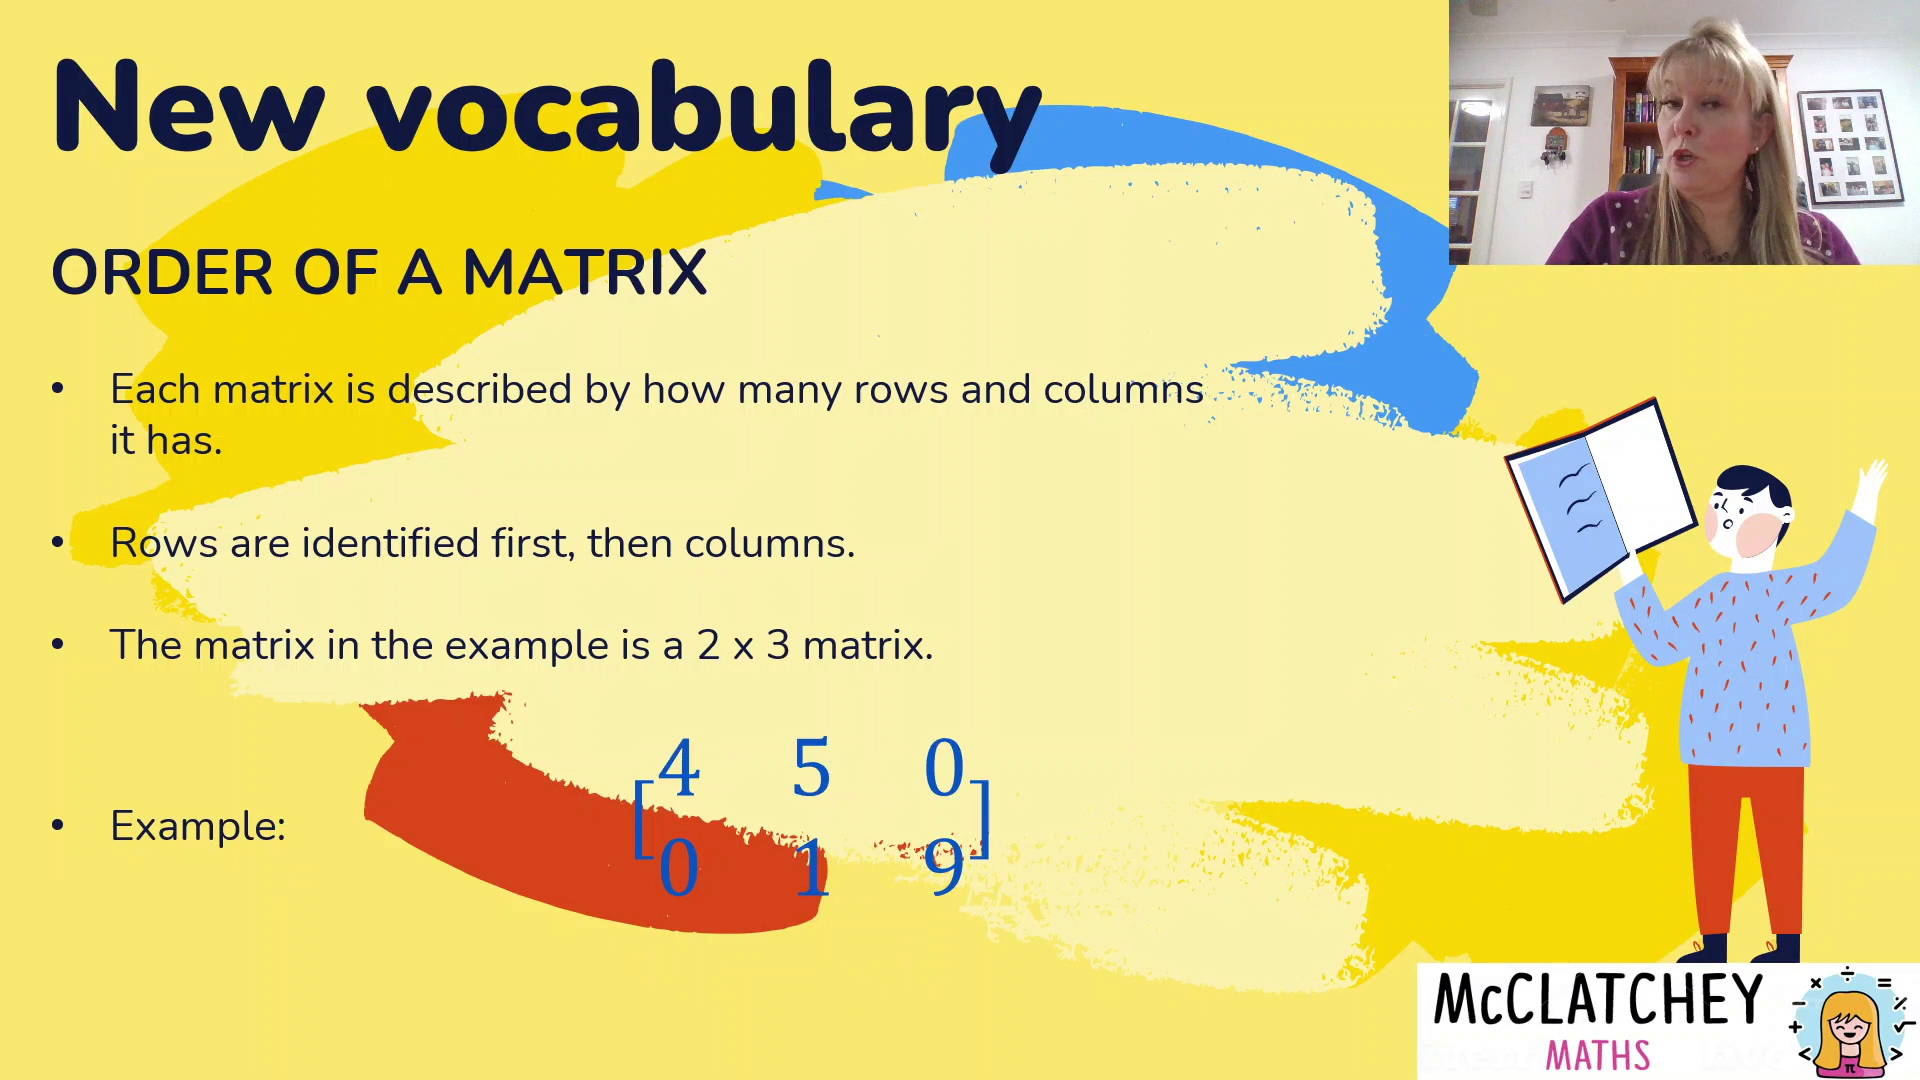 New vocabulary
ORDER OF A MATRIX
• Each matrix is described by how many rows and columns
it has.
• Rows are identified first, then columns.
• The matrix in the example is a 2 x 3 matrix.
• Example:
[4 5 0
0 1 9]
McCLATCHEY
MATHS